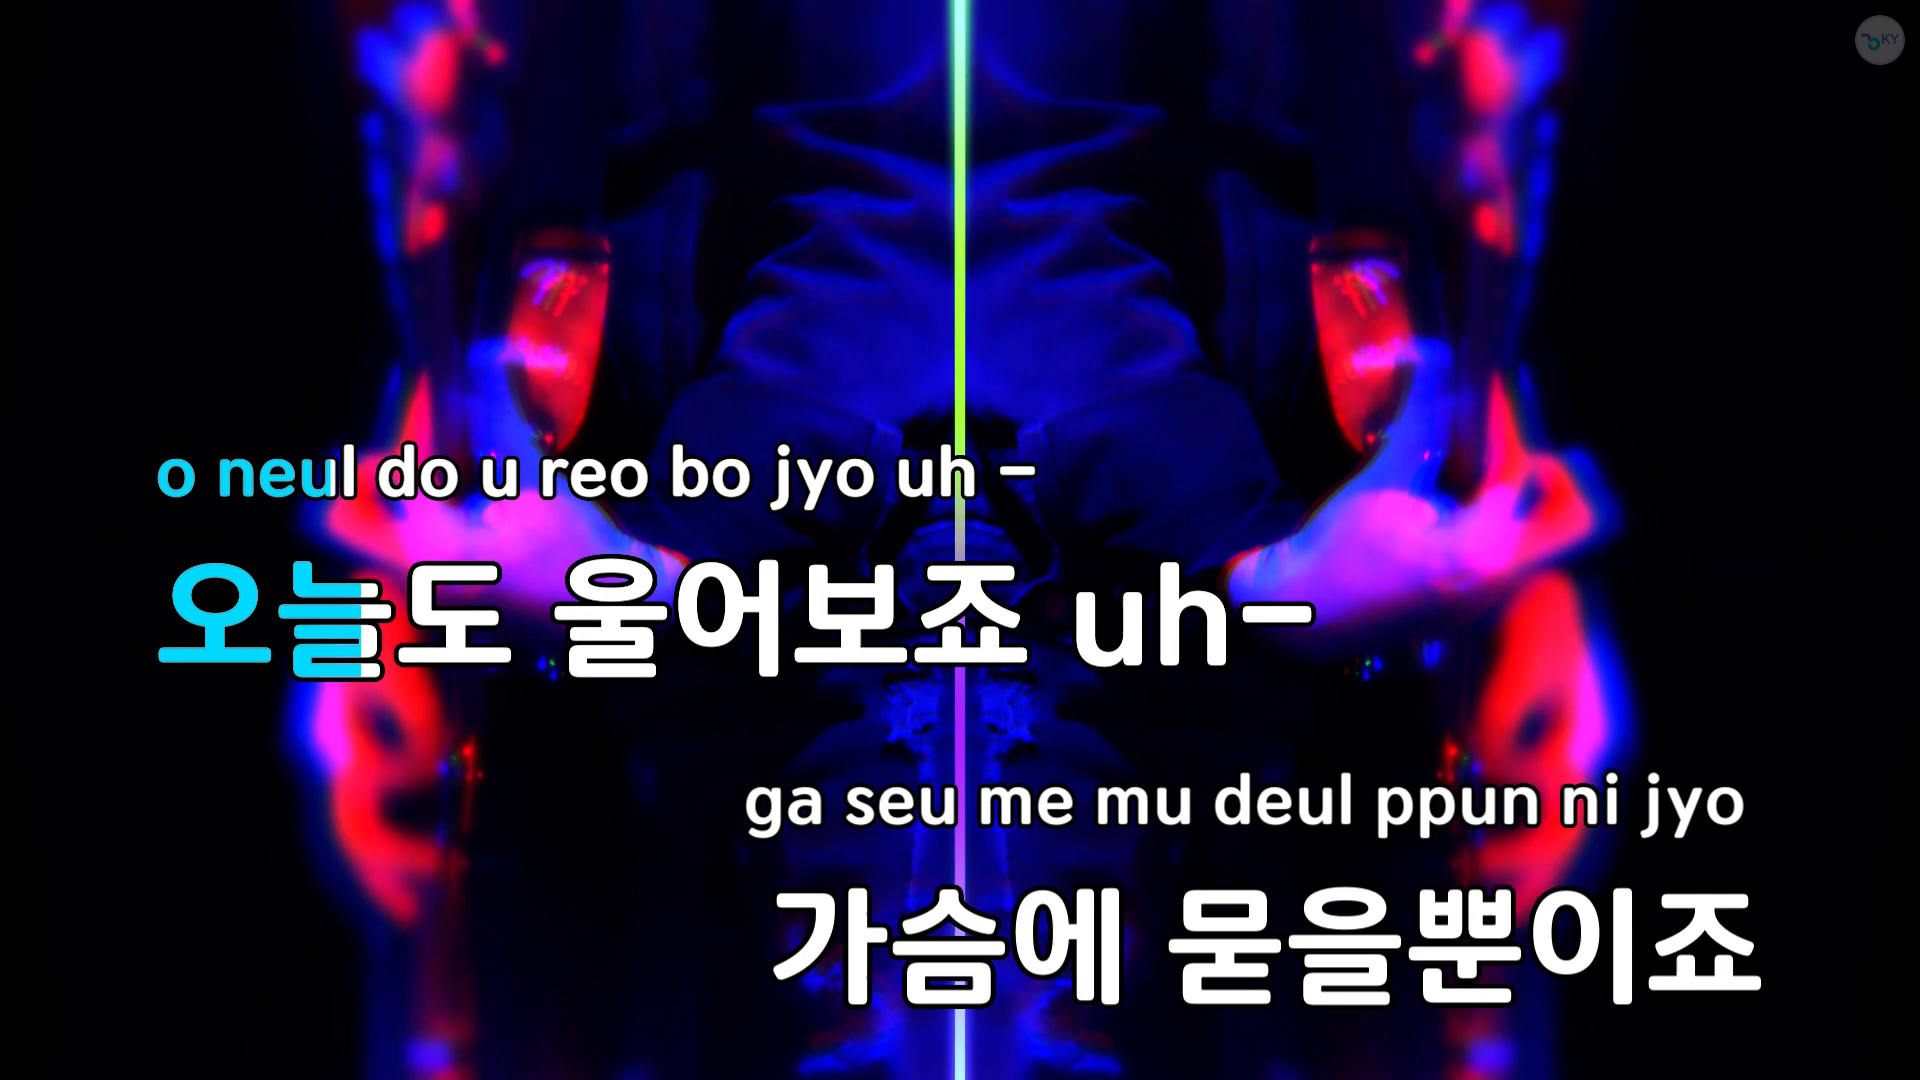 KY
o neul do u reo bo jyo uh –
오늘도 울어보죠 uh–
ga seu me mu deul ppun ni jyo
가슴에 묻을뿐이죠